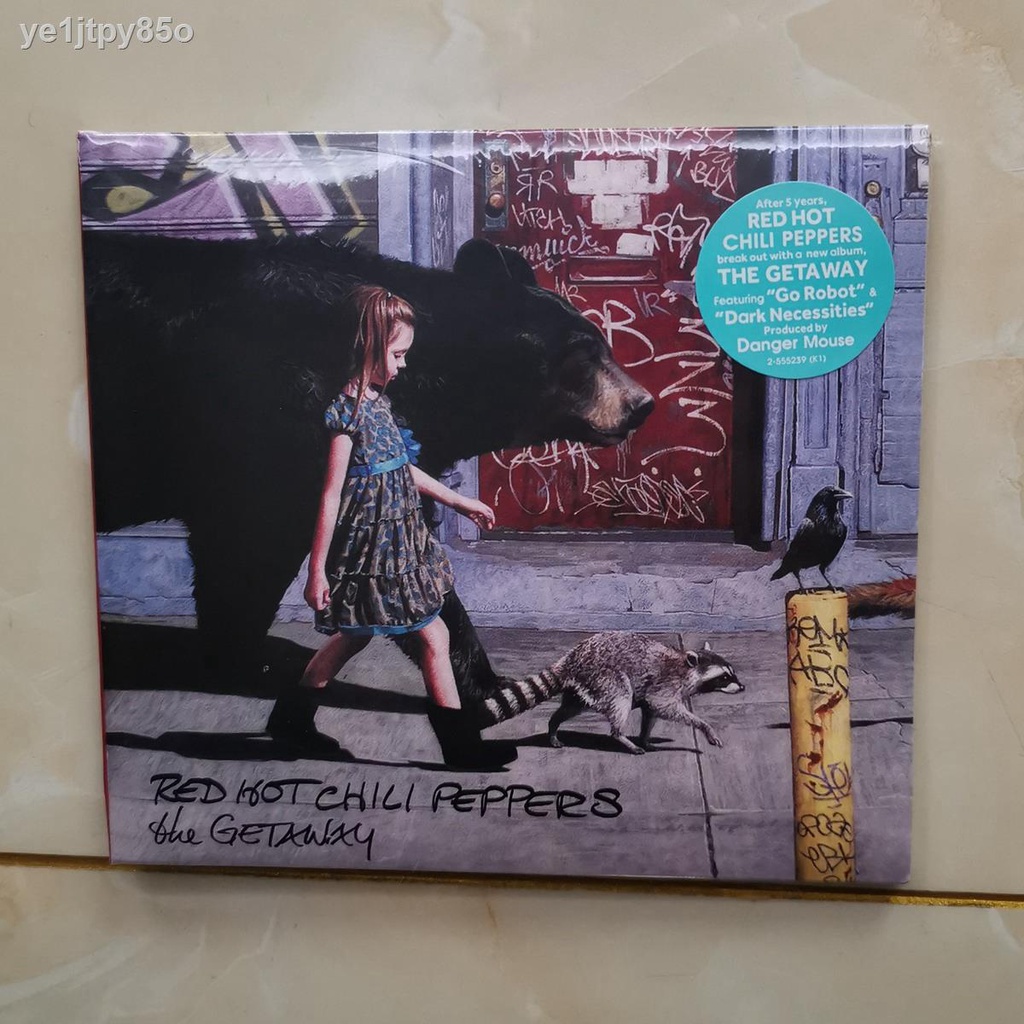 ye1jtpy85o
After 5 years,
RED HOT
CHILI PEPPERS
break out with a new album,
THE GETAWAY
Featuring "Go Robot" &
"Dark Necessities"
Produced by
Danger Mouse
2-555239 (K1)
RED HOT CHILI PEPPERS
the GETAWAY